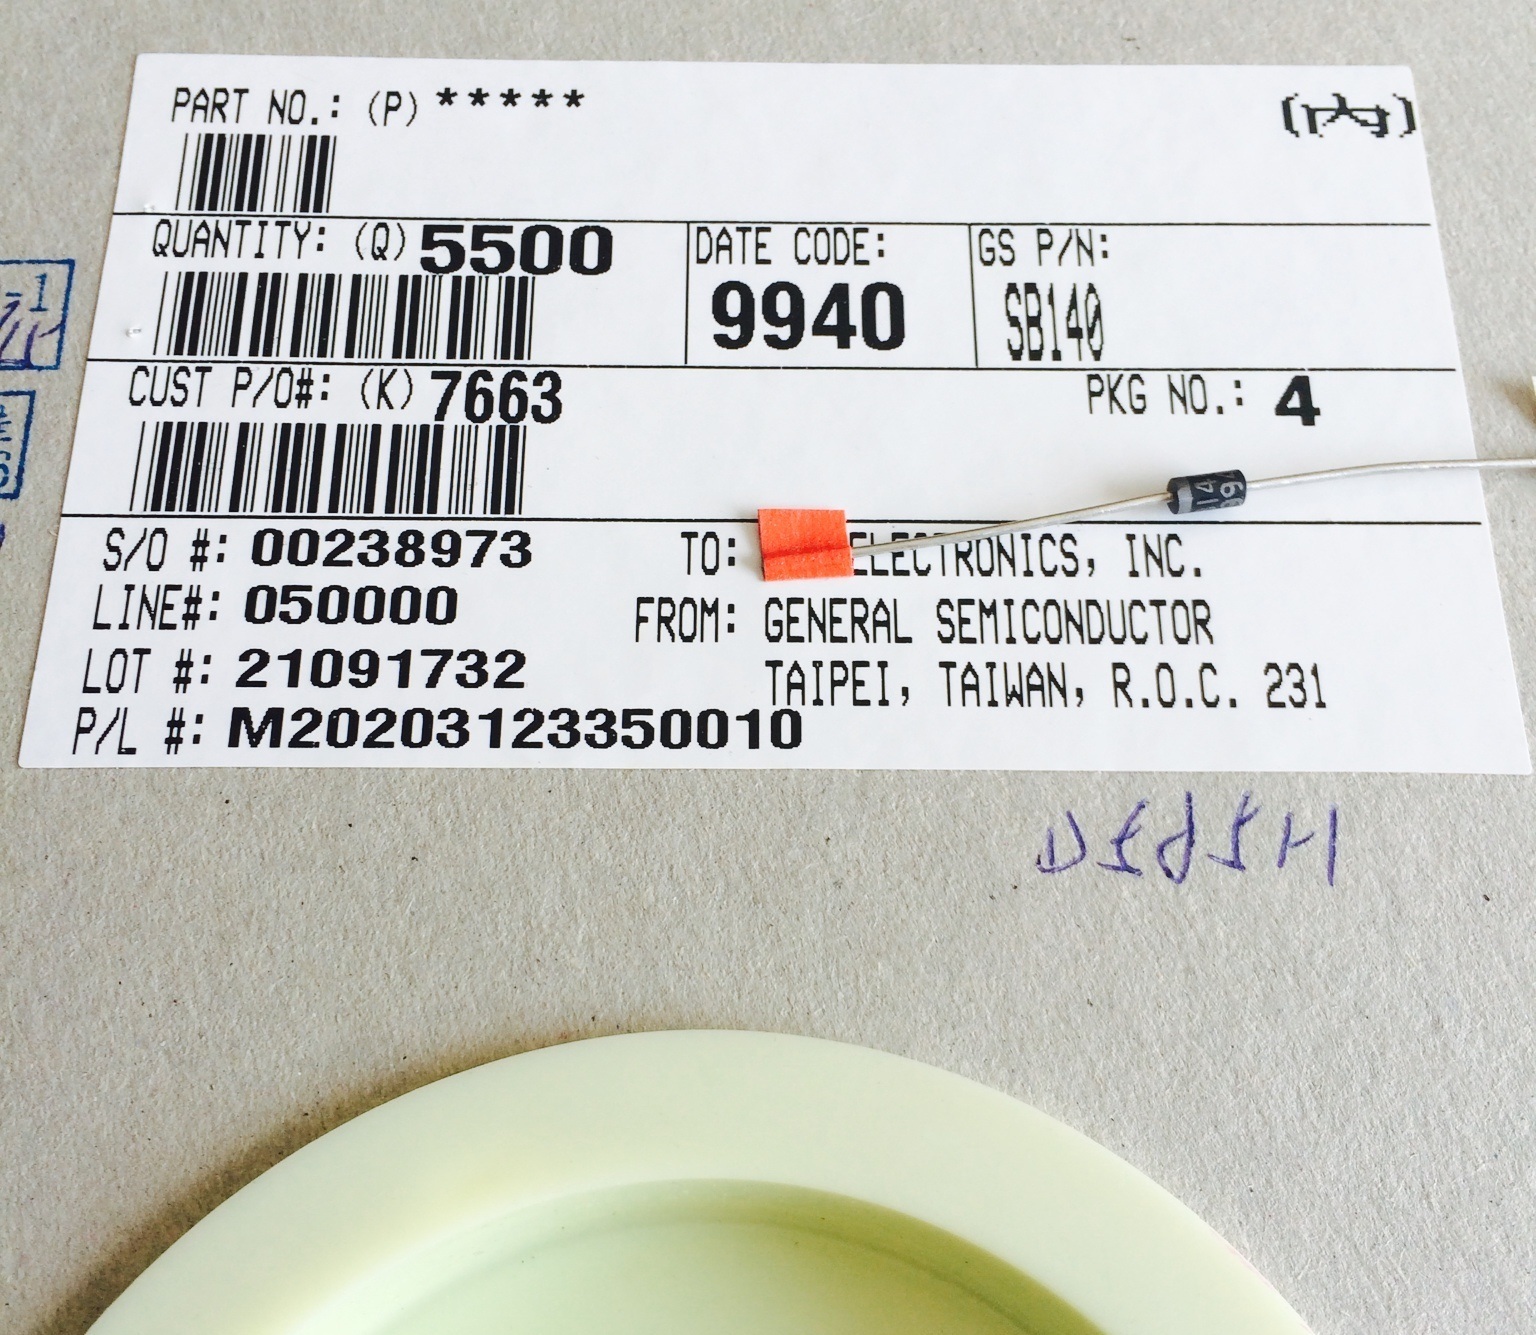 PART NO.: (P) *****
QUANTITY: (Q) 5500
DATE CODE:
9940
GS P/N:
SB140
CUST P/O#: (K) 7663
PKG NO.: 4
S/O #: 00238973
TO: ELECTRONICS, INC.
LINE#: 050000
FROM: GENERAL SEMICONDUCTOR
LOT #: 21091732
TAIPEI, TAIWAN, R.O.C. 231
P/L #: M202031233350010